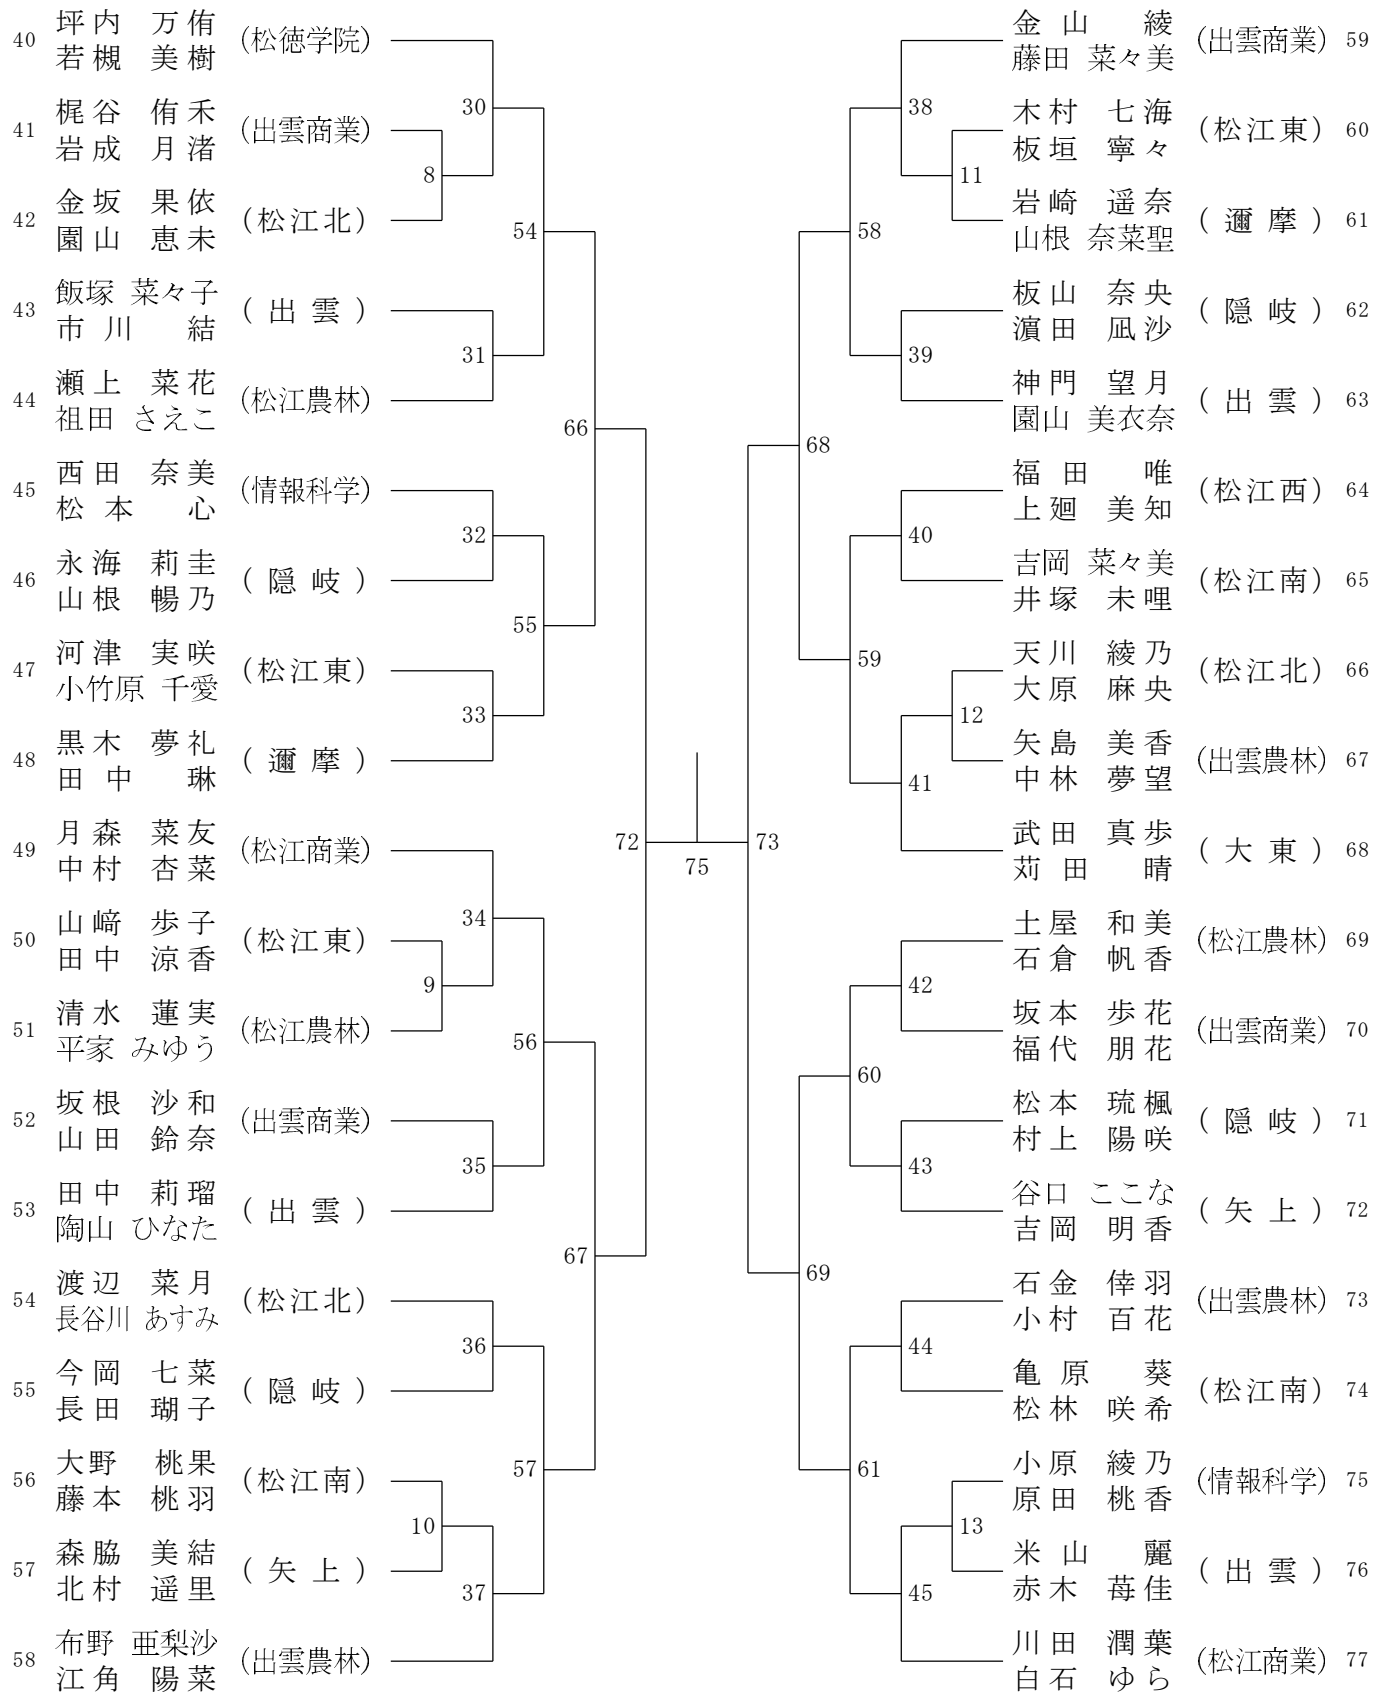 40 坪内 万侑 (松徳学院)
若槻 美樹
41 梶谷 侑禾 (出雲商業)
岩成 月渚
42 金坂 果依 (松江北)
園山 恵未
43 飯塚 菜々子 (出雲)
市川 結
44 瀬上 菜花 (松江農林)
祖田 さえこ
45 西田 奈美 (情報科学)
松本 心
46 永海 莉圭 (隠岐)
山根 暢乃
47 河津 実咲 (松江東)
小竹原 千愛
48 黒木 夢礼 (邇摩)
田中 琳
49 月森 菜友 (松江商業)
中村 杏菜
50 山﨑 歩子 (松江東)
田中 涼香
51 清水 蓮実 (松江農林)
平家 みゆう
52 坂根 沙和 (出雲商業)
山田 鈴奈
53 田中 莉瑠 (出雲)
陶山 ひなた
54 渡辺 菜月 (松江北)
長谷川 あすみ
55 今岡 七菜 (隠岐)
長田 瑚子
56 大野 桃果 (松江南)
藤本 桃羽
57 森脇 美結 (矢上)
北村 遥里
58 布野 亜梨沙 (出雲農林)
江角 陽菜
30
8
54
31
66
32
55
33
72
34
9
56
35
67
36
57
10
37
75
73
38
11
58
39
68
40
59
12
41
42
60
43
69
44
61
13
45
金山 綾 (出雲商業) 59
藤田 菜々美
木村 七海 (松江東) 60
板垣 寧々
岩崎 遥奈 (邇摩) 61
山根 奈菜聖
板山 奈央 (隠岐) 62
濵田 凪沙
神門 望月 (出雲) 63
園山 美衣奈
福田 唯 (松江西) 64
上廻 美知
吉岡 菜々美 (松江南) 65
井塚 未哩
天川 綾乃 (松江北) 66
大原 麻央
矢島 美香 (出雲農林) 67
中林 夢望
武田 真歩 (大東) 68
苅田 晴
土屋 和美 (松江農林) 69
石倉 帆香
坂本 歩花 (出雲商業) 70
福代 朋花
松本 琉楓 (隠岐) 71
村上 陽咲
谷口 ここな (矢上) 72
吉岡 明香
石金 倖羽 (出雲農林) 73
小村 百花
亀原 葵 (松江南) 74
松林 咲希
小原 綾乃 (情報科学) 75
原田 桃香
米山 麗 (出雲) 76
赤木 苺佳
川田 潤葉 (松江商業) 77
白石 ゆら